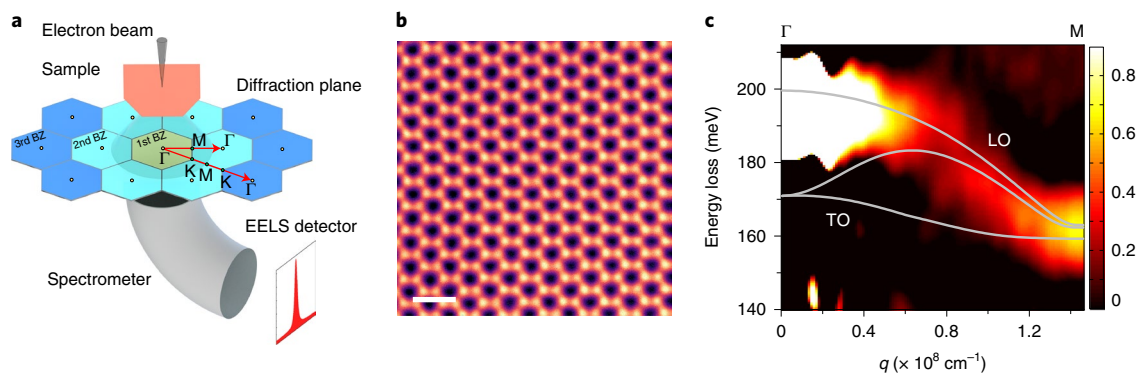 a
Electron beam
Sample
Diffraction plane
3rd BZ
2nd BZ
1st BZ
M
Γ
Γ
K
M
K
Γ
EELS detector
Spectrometer
b
c
Γ
M
200
180
160
140
Energy loss (meV)
LO
TO
0
0.4
0.8
1.2
q (× 10⁸ cm⁻¹)
0.8
0.6
0.4
0.2
0